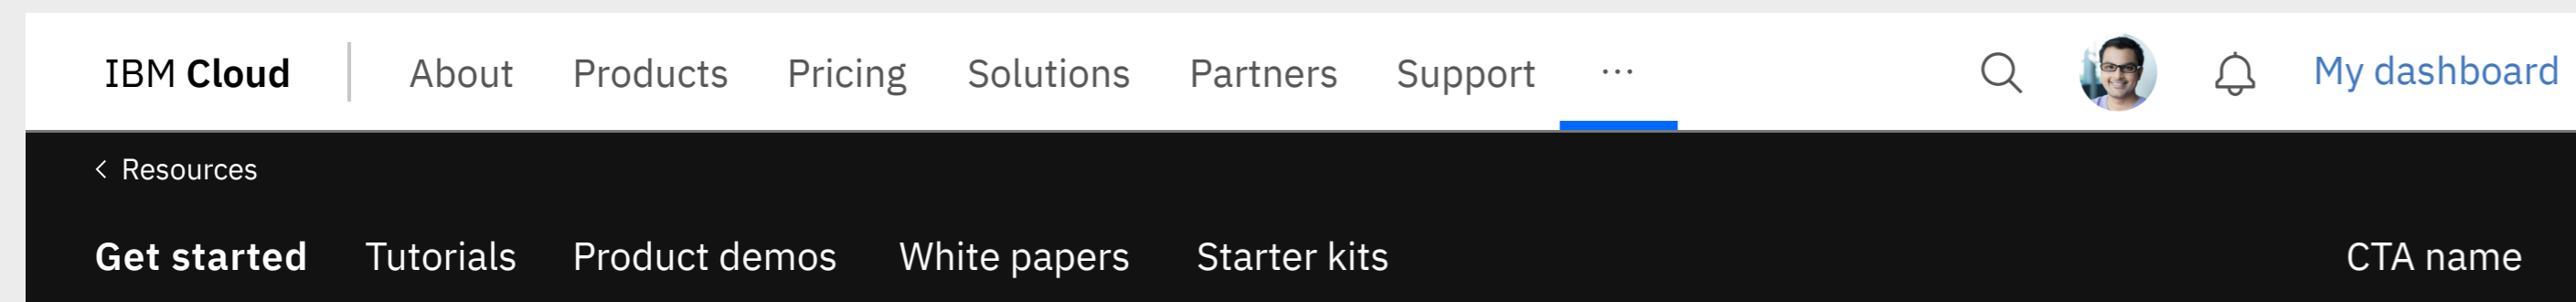 IBM Cloud About Products Pricing Solutions Partners Support ... My dashboard
Resources
Get started Tutorials Product demos White papers Starter kits CTA name